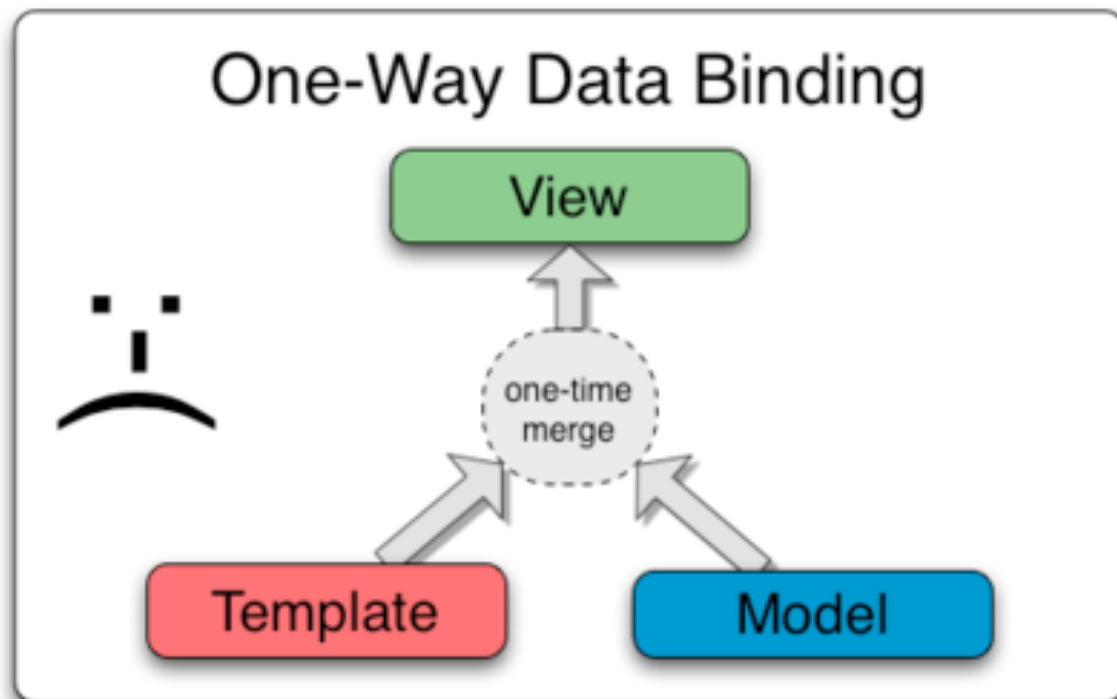 One-Way Data Binding
View
one-time
merge
Template
Model